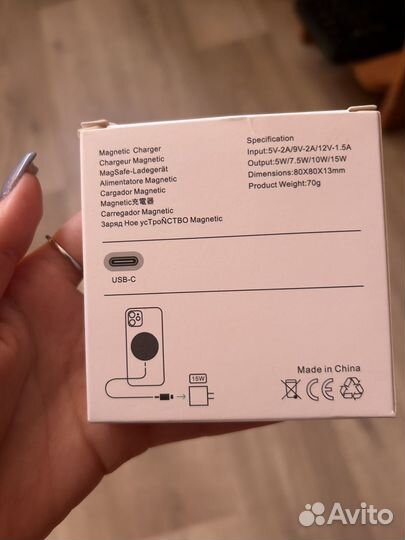 Magnetic Charger
Chargeur Magnetic
MagSafe-Ladegerät
Alimentatore Magnetic
Cargador Magnetic
Magnetic充電器
Carregador Magnetic
Заряд Ное усТроЙСТВО Magnetic
Specification
Input:5V-2A/9V-2A/12V-1.5A
Output:5W/7.5W/10W/15W
Dimensions:80X80X13mm
Product Weight:70g
USB-C
15W
Made in China
CE
Avito